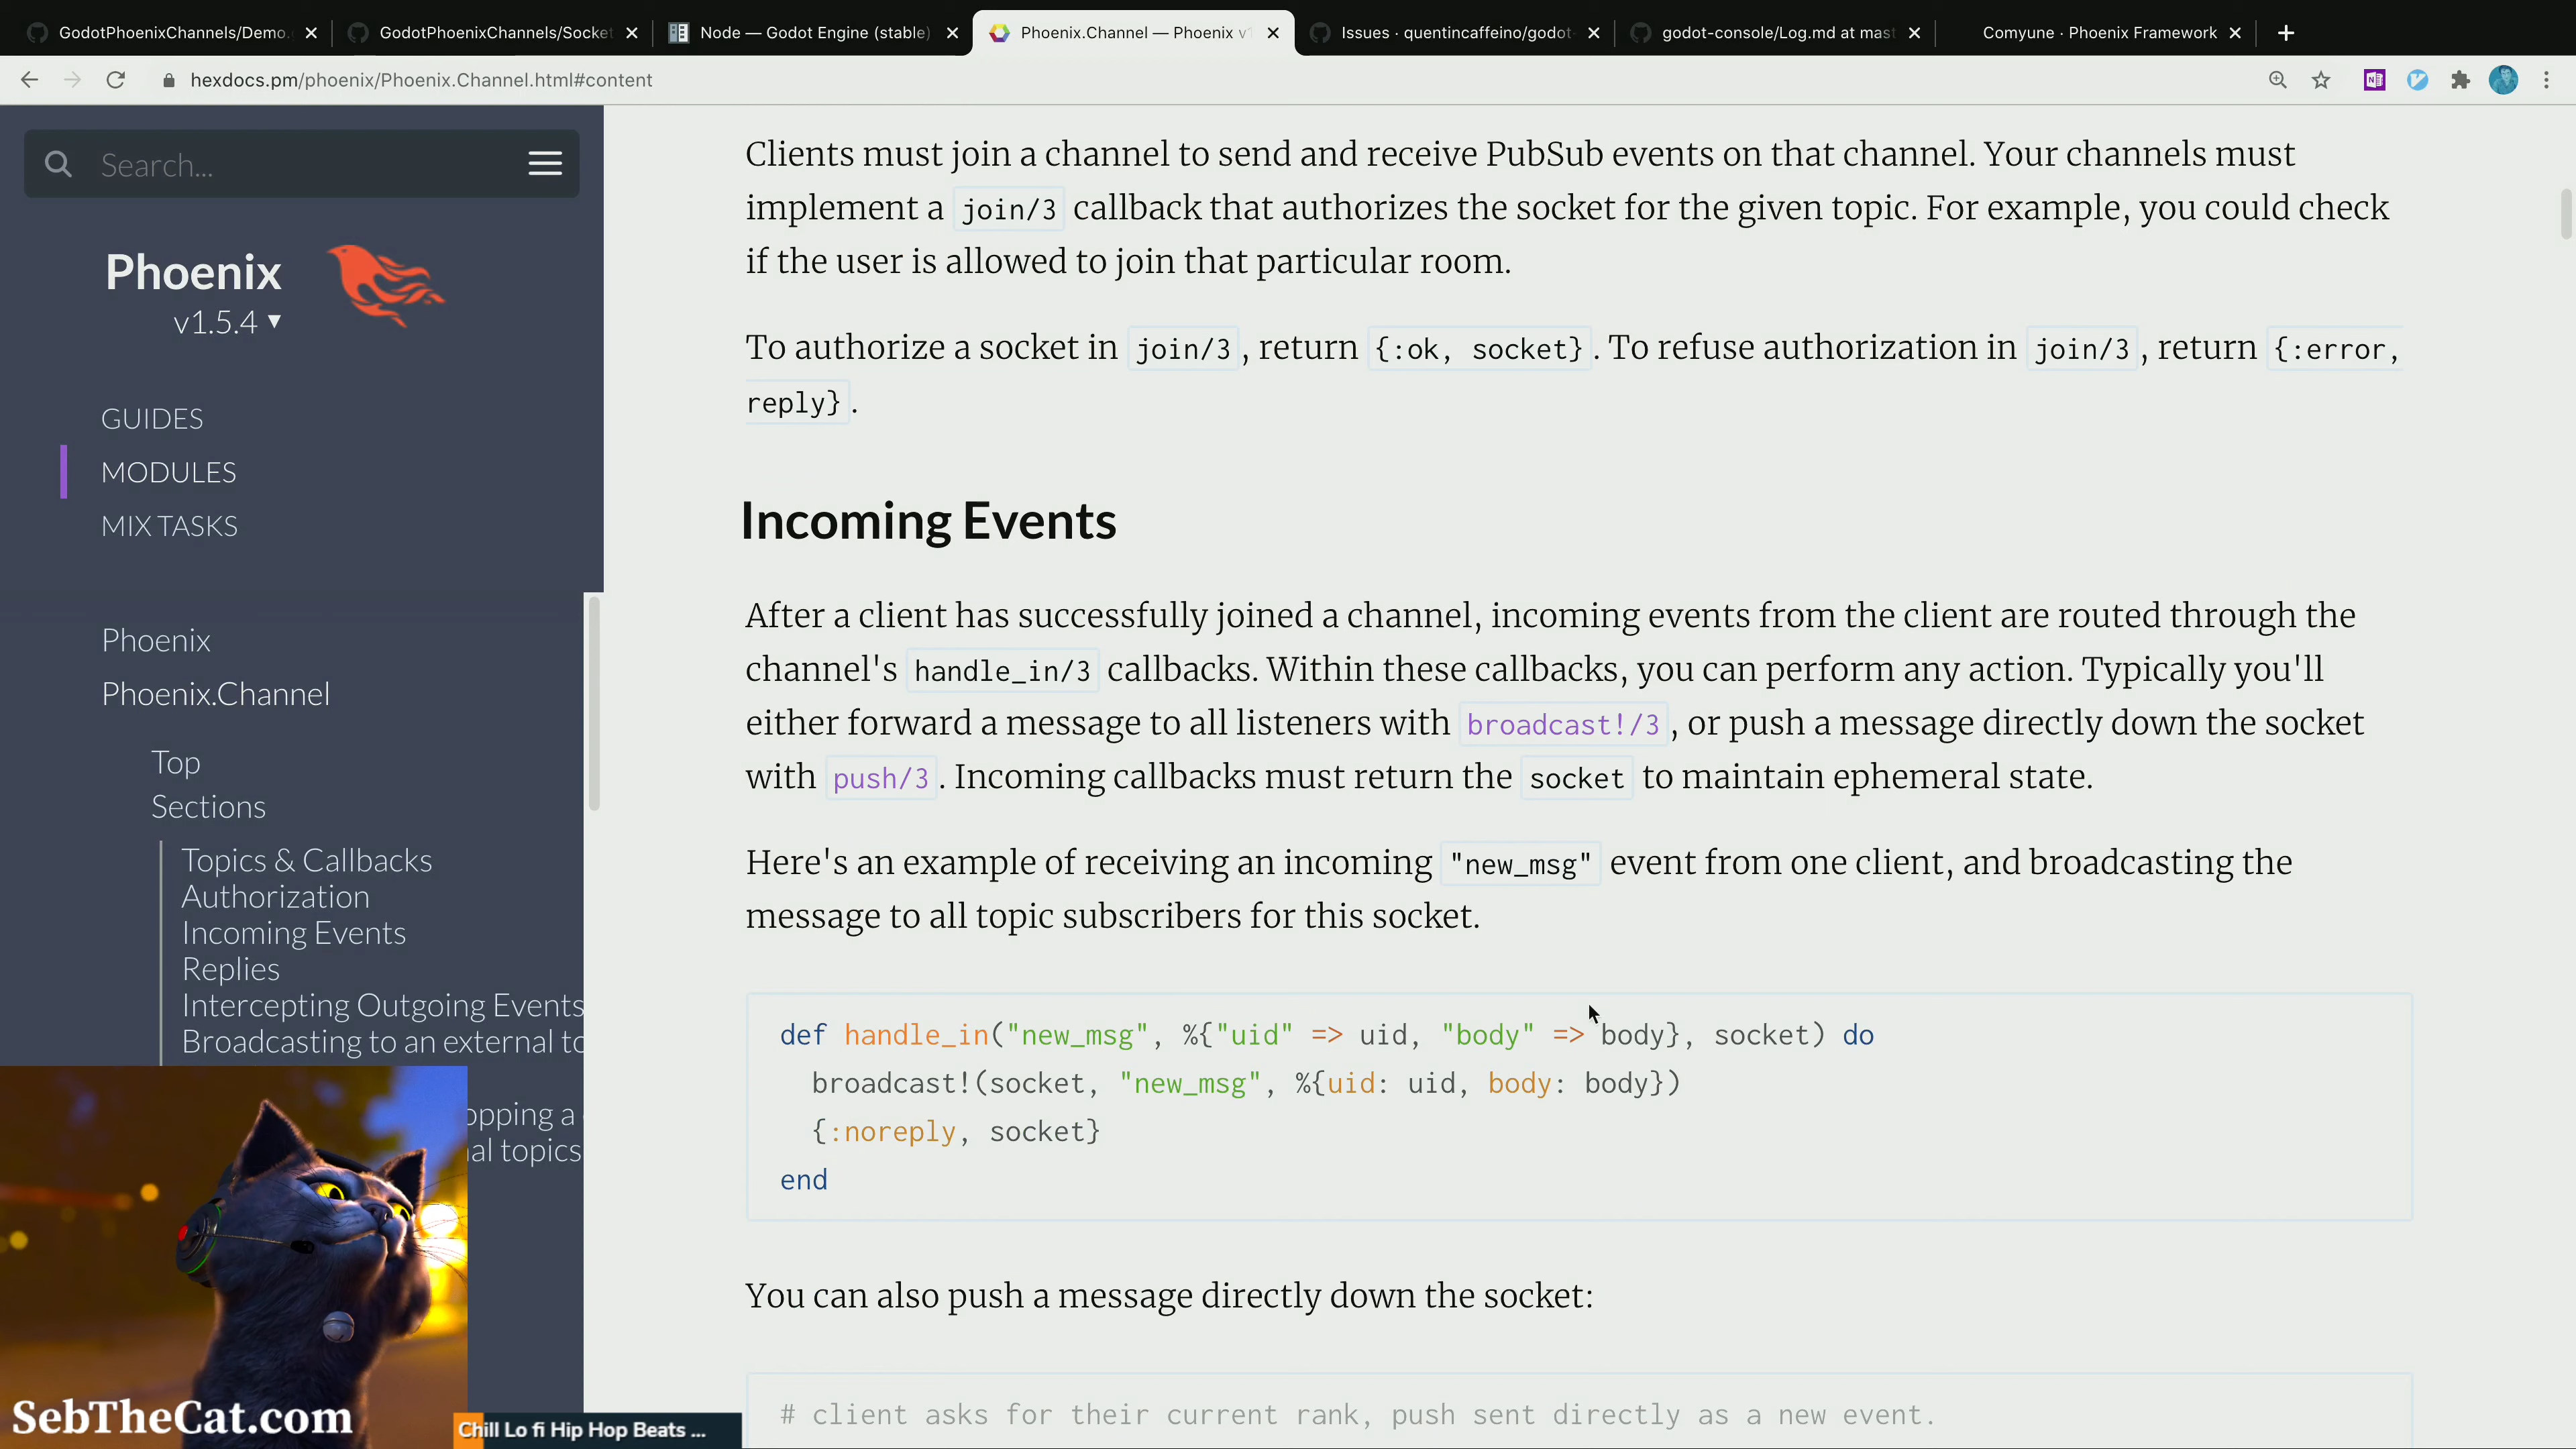 GodotPhoenixChannels/Demo.
GodotPhoenixChannels/Socket
Node — Godot Engine (stable)
Phoenix.Channel — Phoenix v1
Issues · quentincaffeino/godot-
godot-console/Log.md at mast
Comyune · Phoenix Framework
hexdocs.pm/phoenix/Phoenix.Channel.html#content
Search...
Phoenix
v1.5.4
GUIDES
MODULES
MIX TASKS
Phoenix
Phoenix.Channel
Top
Sections
Topics & Callbacks
Authorization
Incoming Events
Replies
Intercepting Outgoing Events
Broadcasting to an external to
opping a
al topics
Clients must join a channel to send and receive PubSub events on that channel. Your channels must
implement a join/3 callback that authorizes the socket for the given topic. For example, you could check
if the user is allowed to join that particular room.
To authorize a socket in join/3 , return {:ok, socket} . To refuse authorization in join/3 , return {:error,
reply} .
Incoming Events
After a client has successfully joined a channel, incoming events from the client are routed through the
channel's handle_in/3 callbacks. Within these callbacks, you can perform any action. Typically you'll
either forward a message to all listeners with broadcast!/3 , or push a message directly down the socket
with push/3 . Incoming callbacks must return the socket to maintain ephemeral state.
Here's an example of receiving an incoming "new_msg" event from one client, and broadcasting the
message to all topic subscribers for this socket.
def handle_in("new_msg", %{"uid" => uid, "body" => body}, socket) do
broadcast!(socket, "new_msg", %{uid: uid, body: body})
{:noreply, socket}
end
You can also push a message directly down the socket:
# client asks for their current rank, push sent directly as a new event.
SebTheCat.com
Chill Lo fi Hip Hop Beats ...